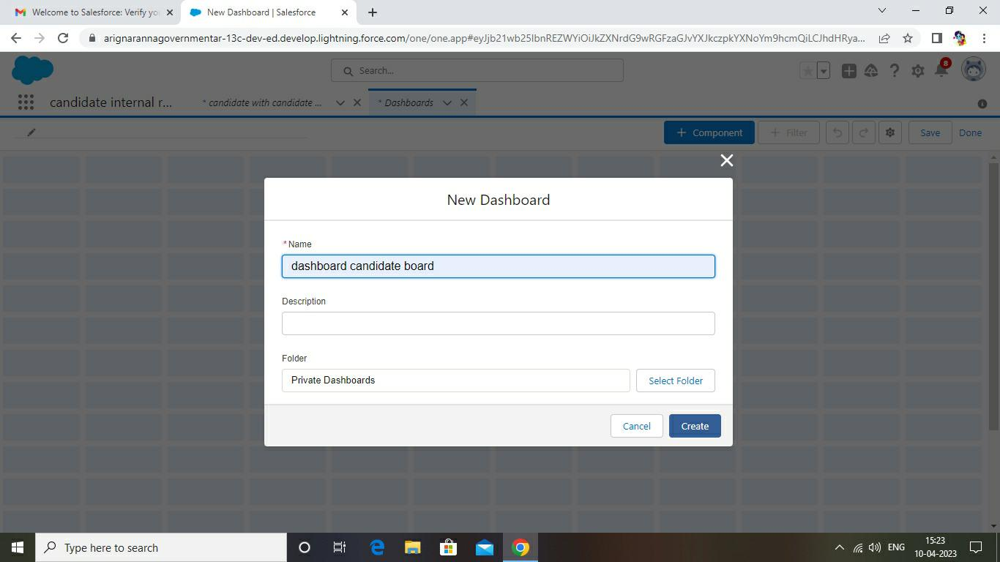 Welcome to Salesforce: Verify yo
New Dashboard | Salesforce
arignarannagovernmentar-13c-dev-ed.develop.lightning.force.com/one/one.app#eyJjb21wb25lbnREZWYiOiJkZXNrdG9wRGFzaGJvYXJkczpkYXNoYm9hcmQiLCJhdHRya...
Search...
8
candidate internal r...
* candidate with candidate ...
* Dashboards
+ Component
+ Filter
Save
Done
New Dashboard
* Name
dashboard candidate board
Description
Folder
Private Dashboards
Select Folder
Cancel
Create
Type here to search
ENG
15:23
10-04-2023